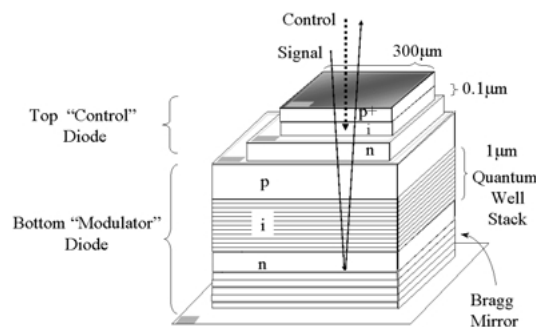 Control
Signal
300μm
0.1μm
Top “Control”
Diode
p+
i
n
p
1μm
Quantum
Well
Stack
Bottom “Modulator”
Diode
i
n
Bragg
Mirror